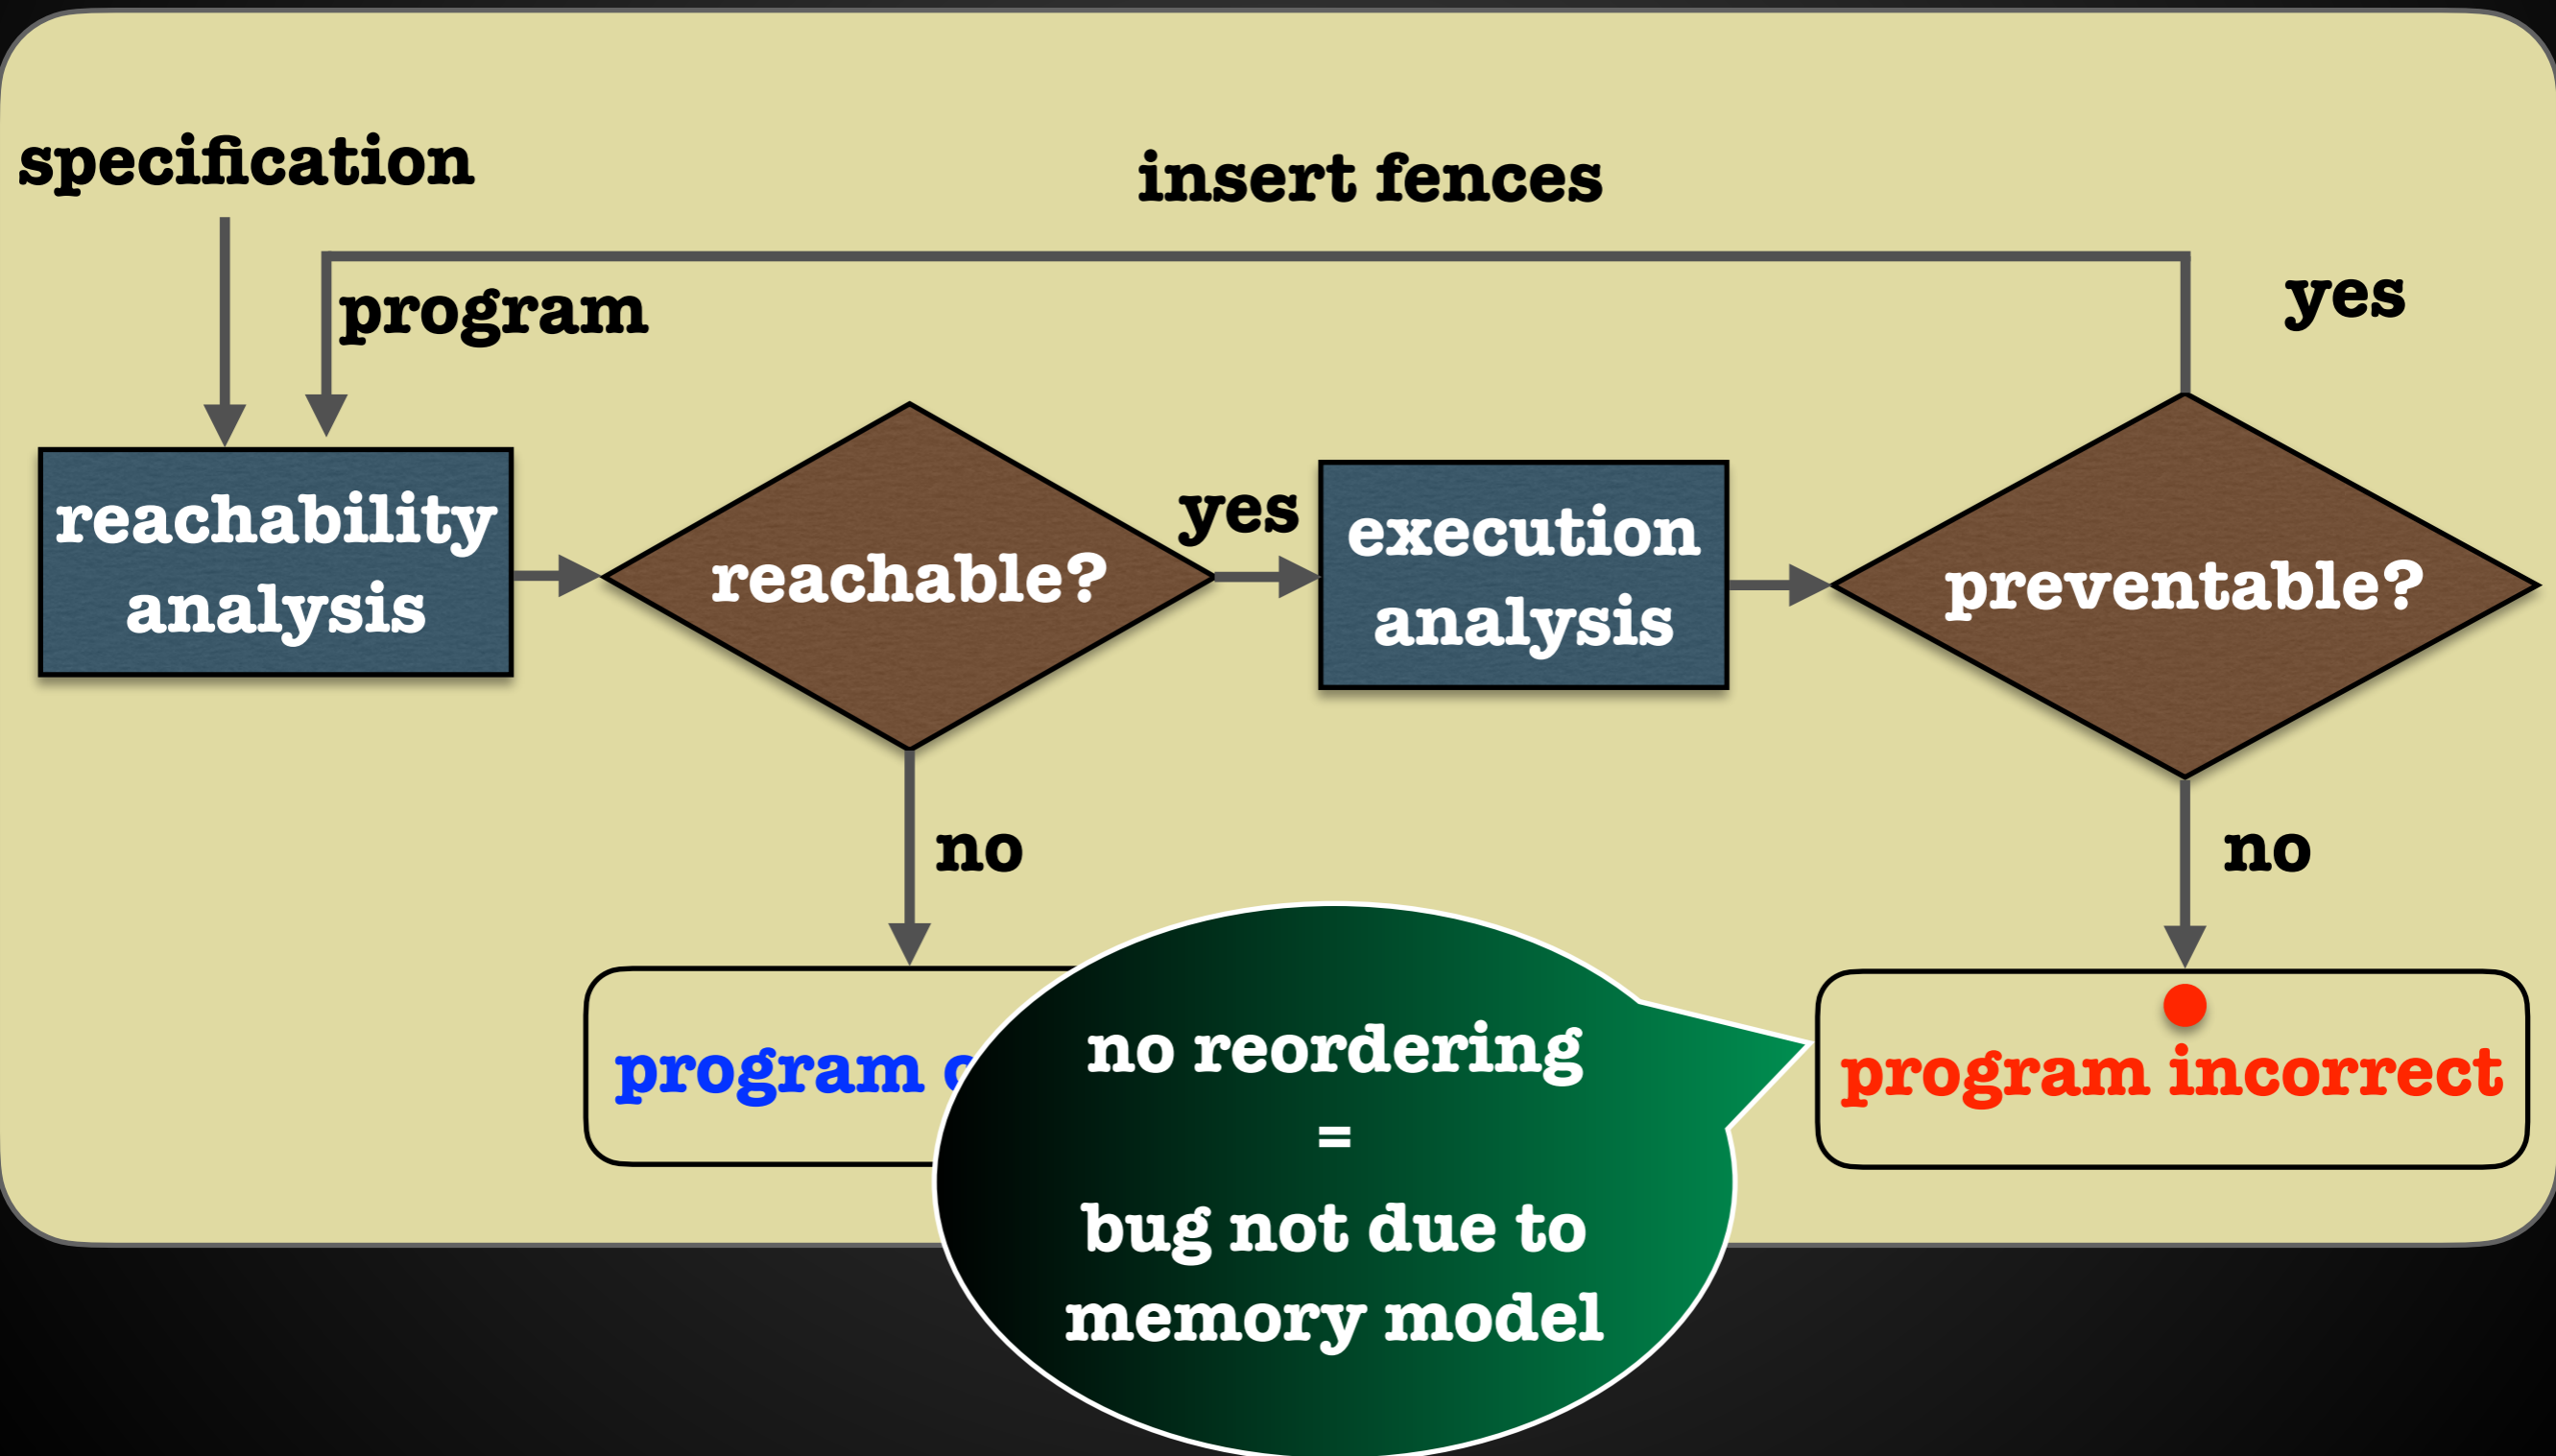 specification
insert fences
program
yes
reachability
analysis
reachable?
yes
execution
analysis
preventable?
no
no
program
no reordering
=
bug not due to
memory model
program incorrect